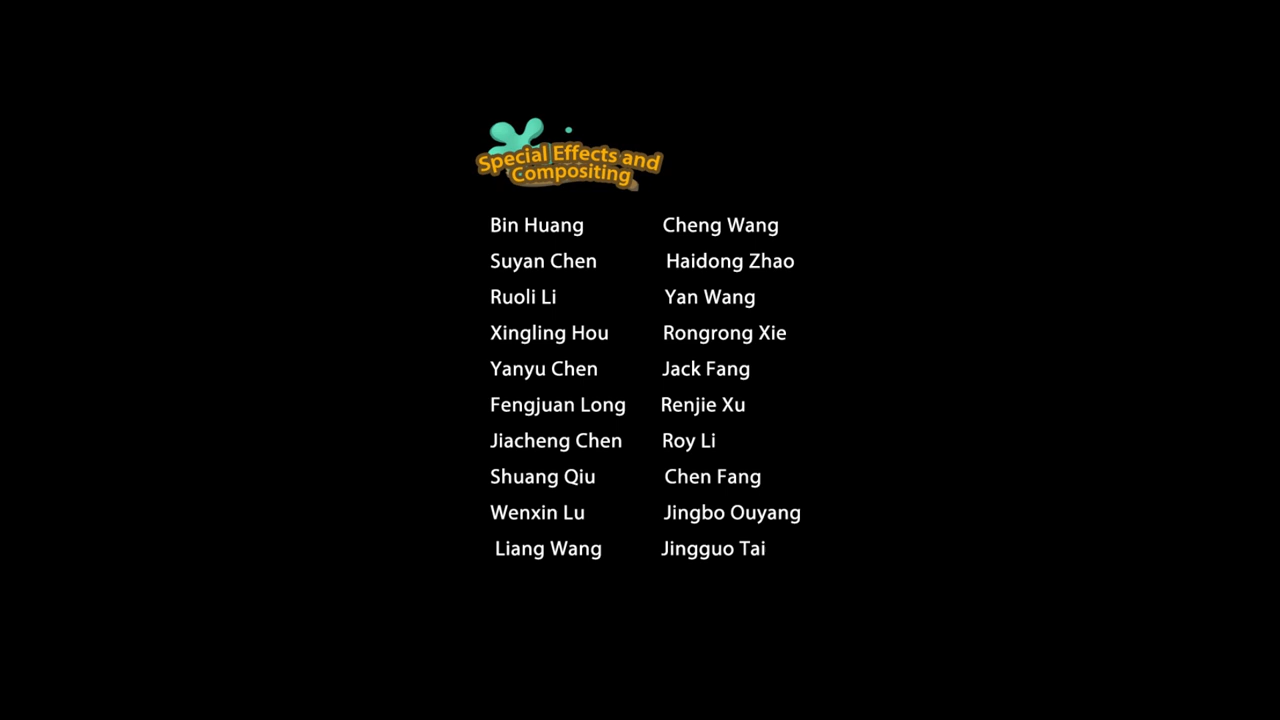 Special Effects and
Compositing
Bin Huang Cheng Wang
Suyan Chen Haidong Zhao
Ruoli Li Yan Wang
Xingling Hou Rongrong Xie
Yanyu Chen Jack Fang
Fengjuan Long Renjie Xu
Jiacheng Chen Roy Li
Shuang Qiu Chen Fang
Wenxin Lu Jingbo Ouyang
Liang Wang Jingguo Tai